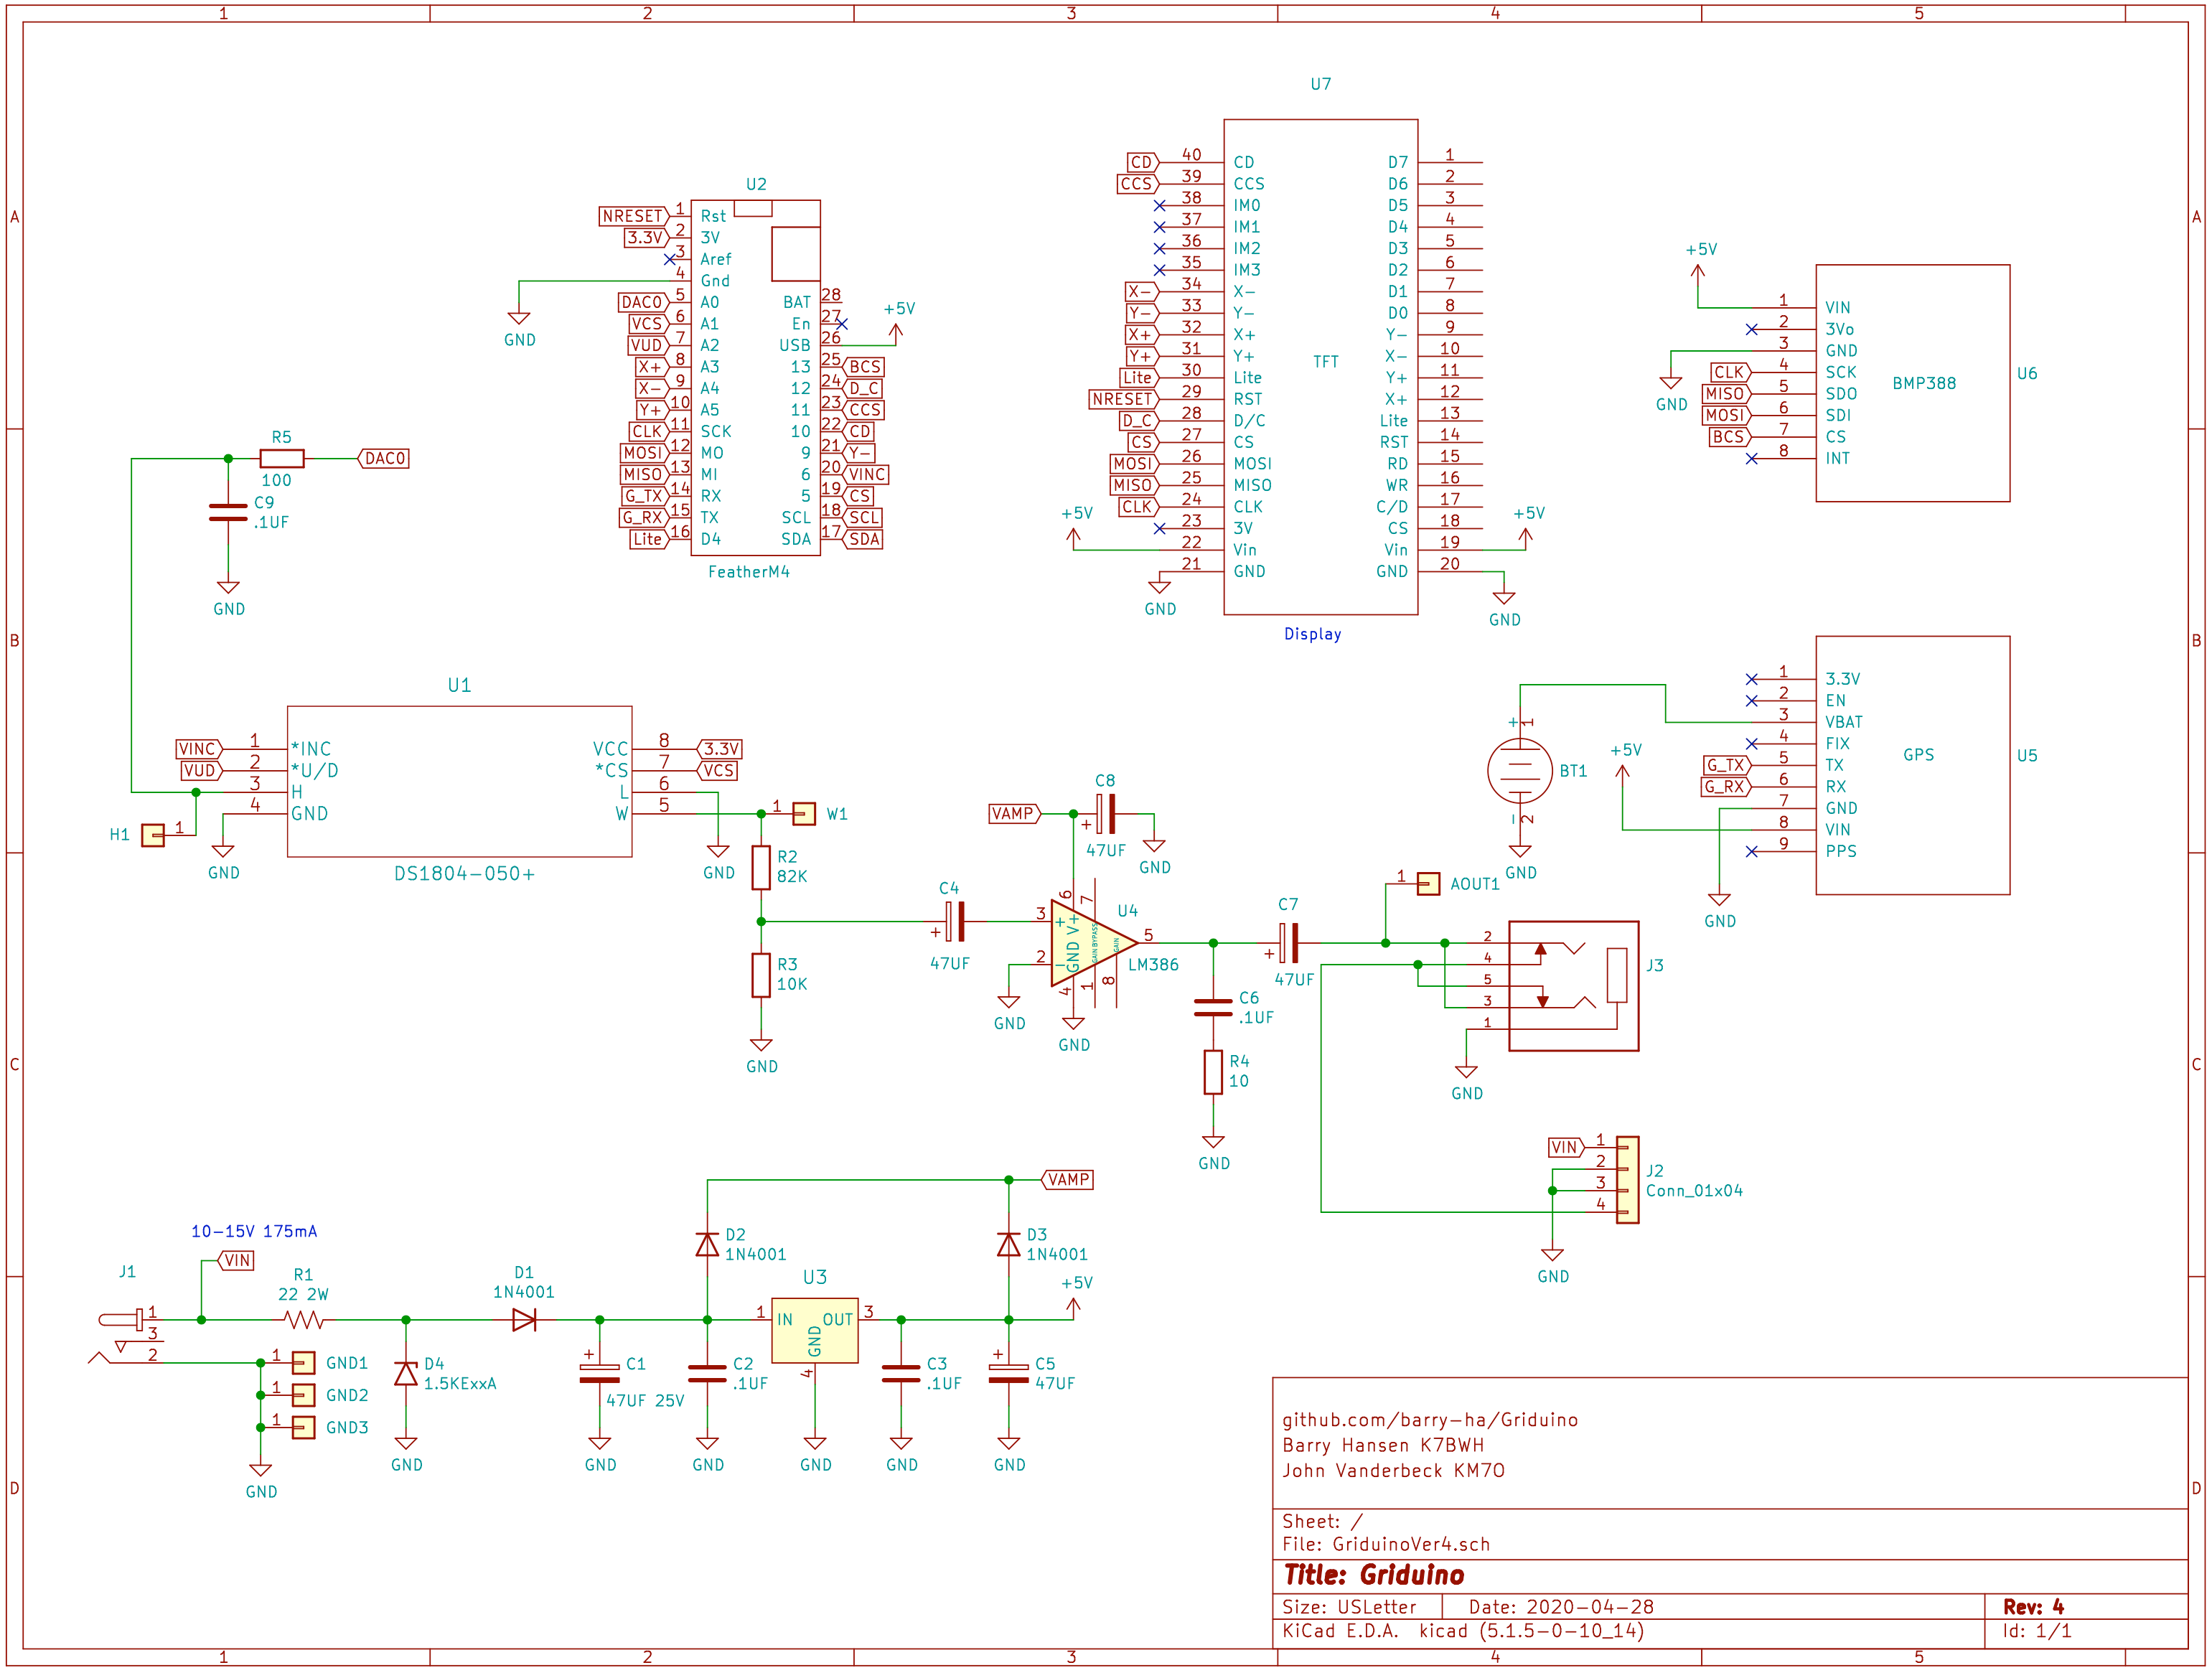 1 2 3 4 5
A
B
C
D
A
B
C
D
1 2 3 4 5
U2
NRESET 1 Rst
3.3V 2 3V
3 Aref
4 Gnd
GND
DAC0 5 A0
VCS 6 A1
VUD 7 A2
X+ 8 A3
X- 9 A4
Y+ 10 A5
CLK 11 SCK
MOSI 12 MO
MISO 13 MI
G_TX 14 RX
G_RX 15 TX
Lite 16 D4
BAT 28
En 27
USB 26
+5V
13 25 BCS
12 24 D_C
11 23 CCS
10 22 CD
9 21 Y-
6 20 VINC
5 19 CS
SCL 18 SCL
SDA 17 SDA
FeatherM4
U7
CD 40 CD
CCS 39 CCS
38 IM0
37 IM1
36 IM2
35 IM3
X- 34 X-
Y- 33 Y-
X+ 32 X+
Y+ 31 Y+
Lite 30 Lite
NRESET 29 RST
D_C 28 D/C
CS 27 CS
MOSI 26 MOSI
MISO 25 MISO
CLK 24 CLK
23 3V
+5V
22 Vin
21 GND
GND
TFT
D7 1
D6 2
D5 3
D4 4
D3 5
D2 6
D1 7
D0 8
Y- 9
X- 10
Y+ 11
X+ 12
Lite 13
RST 14
RD 15
WR 16
C/D 17
CS 18
+5V
Vin 19
GND 20
GND
Display
+5V
1 VIN
2 3Vo
3 GND
GND
CLK 4 SCK
MISO 5 SDO
MOSI 6 SDI
BCS 7 CS
8 INT
BMP388
U6
R5
100
DAC0
C9
.1UF
GND
U1
VINC 1 *INC
VUD 2 *U/D
3 H
4 GND
H1 1
GND
VCC 8 3.3V
*CS 7 VCS
L 6
W 5
1 W1
GND
DS1804-050+
R2
82K
R3
10K
GND
C4
+
47UF
VAMP
C8
+
47UF
GND
U4
LM386
3 +
2 -
6 V+
7 BYPASS
4 GND
1 GAIN
8 GAIN
5
GND
GND
C7
+
47UF
C6
.1UF
R4
10
GND
1 AOUT1
2
4
5
3
1
J3
GND
BT1
+ 1
- 2
GND
+5V
1 3.3V
2 EN
3 VBAT
4 FIX
G_TX 5 TX
G_RX 6 RX
7 GND
8 VIN
9 PPS
GPS
U5
GND
VIN 1
2
3
4
J2
Conn_01x04
GND
10-15V 175mA
VIN
J1
1
3
2
R1
22 2W
1 GND1
1 GND2
1 GND3
GND
D4
1.5KExxA
GND
D1
1N4001
C1
+
47UF 25V
GND
D2
1N4001
C2
.1UF
GND
U3
1 IN
OUT 3
GND
4
GND
C3
.1UF
GND
D3
1N4001
VAMP
+5V
C5
+
47UF
GND
github.com/barry-ha/Griduino
Barry Hansen K7BWH
John Vanderbeck KM7O
Sheet: /
File: GriduinoVer4.sch
Title: Griduino
Size: USLetter Date: 2020-04-28 Rev: 4
KiCad E.D.A. kicad (5.1.5-0-10_14) Id: 1/1